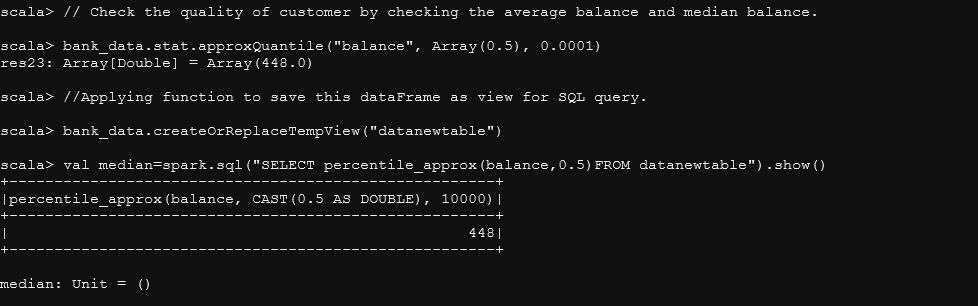 scala> // Check the quality of customer by checking the average balance and median balance.
scala> bank_data.stat.approxQuantile("balance", Array(0.5), 0.0001)
res23: Array[Double] = Array(448.0)
scala> //Applying function to save this dataFrame as view for SQL query.
scala> bank_data.createOrReplaceTempView("datanewtable")
scala> val median=spark.sql("SELECT percentile_approx(balance,0.5)FROM datanewtable").show()
+-------------------------------------------------------+
|percentile_approx(balance, CAST(0.5 AS DOUBLE), 10000)|
+-------------------------------------------------------+
|                                                   448|
+-------------------------------------------------------+
median: Unit = ()